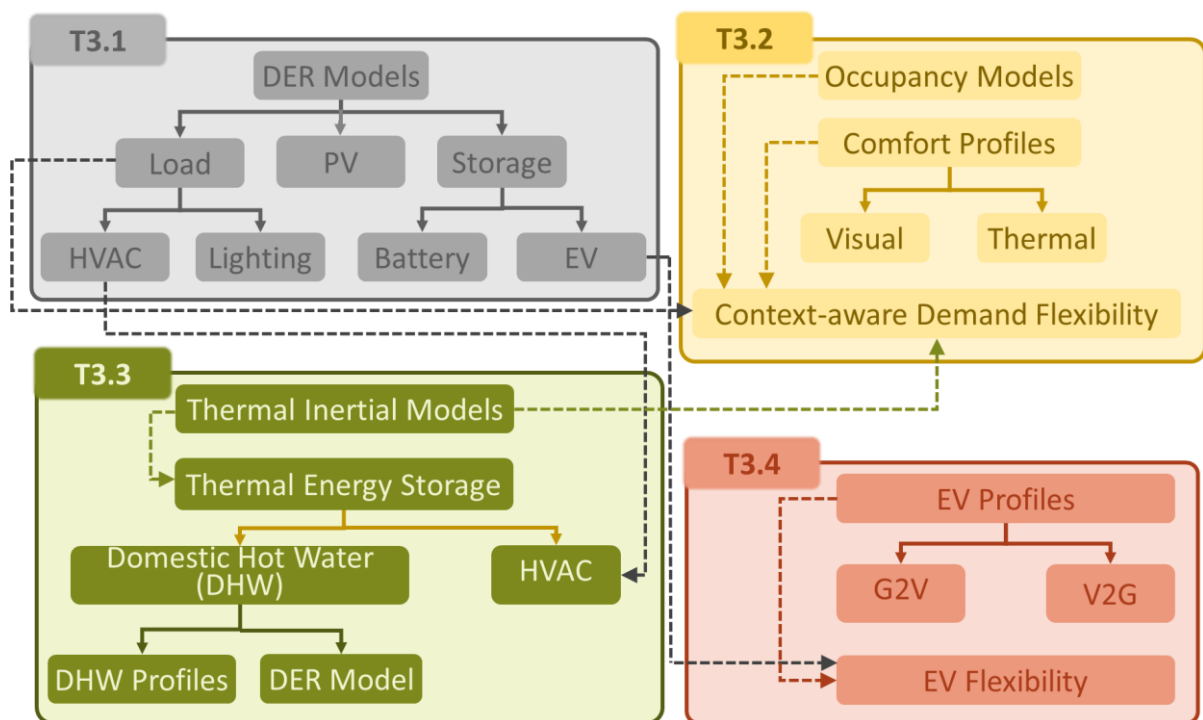 T3.1
DER Models
Load
PV
Storage
HVAC
Lighting
Battery
EV
T3.2
Occupancy Models
Comfort Profiles
Visual
Thermal
Context-aware Demand Flexibility
T3.3
Thermal Inertial Models
Thermal Energy Storage
Domestic Hot Water
(DHW)
HVAC
DHW Profiles
DER Model
T3.4
EV Profiles
G2V
V2G
EV Flexibility